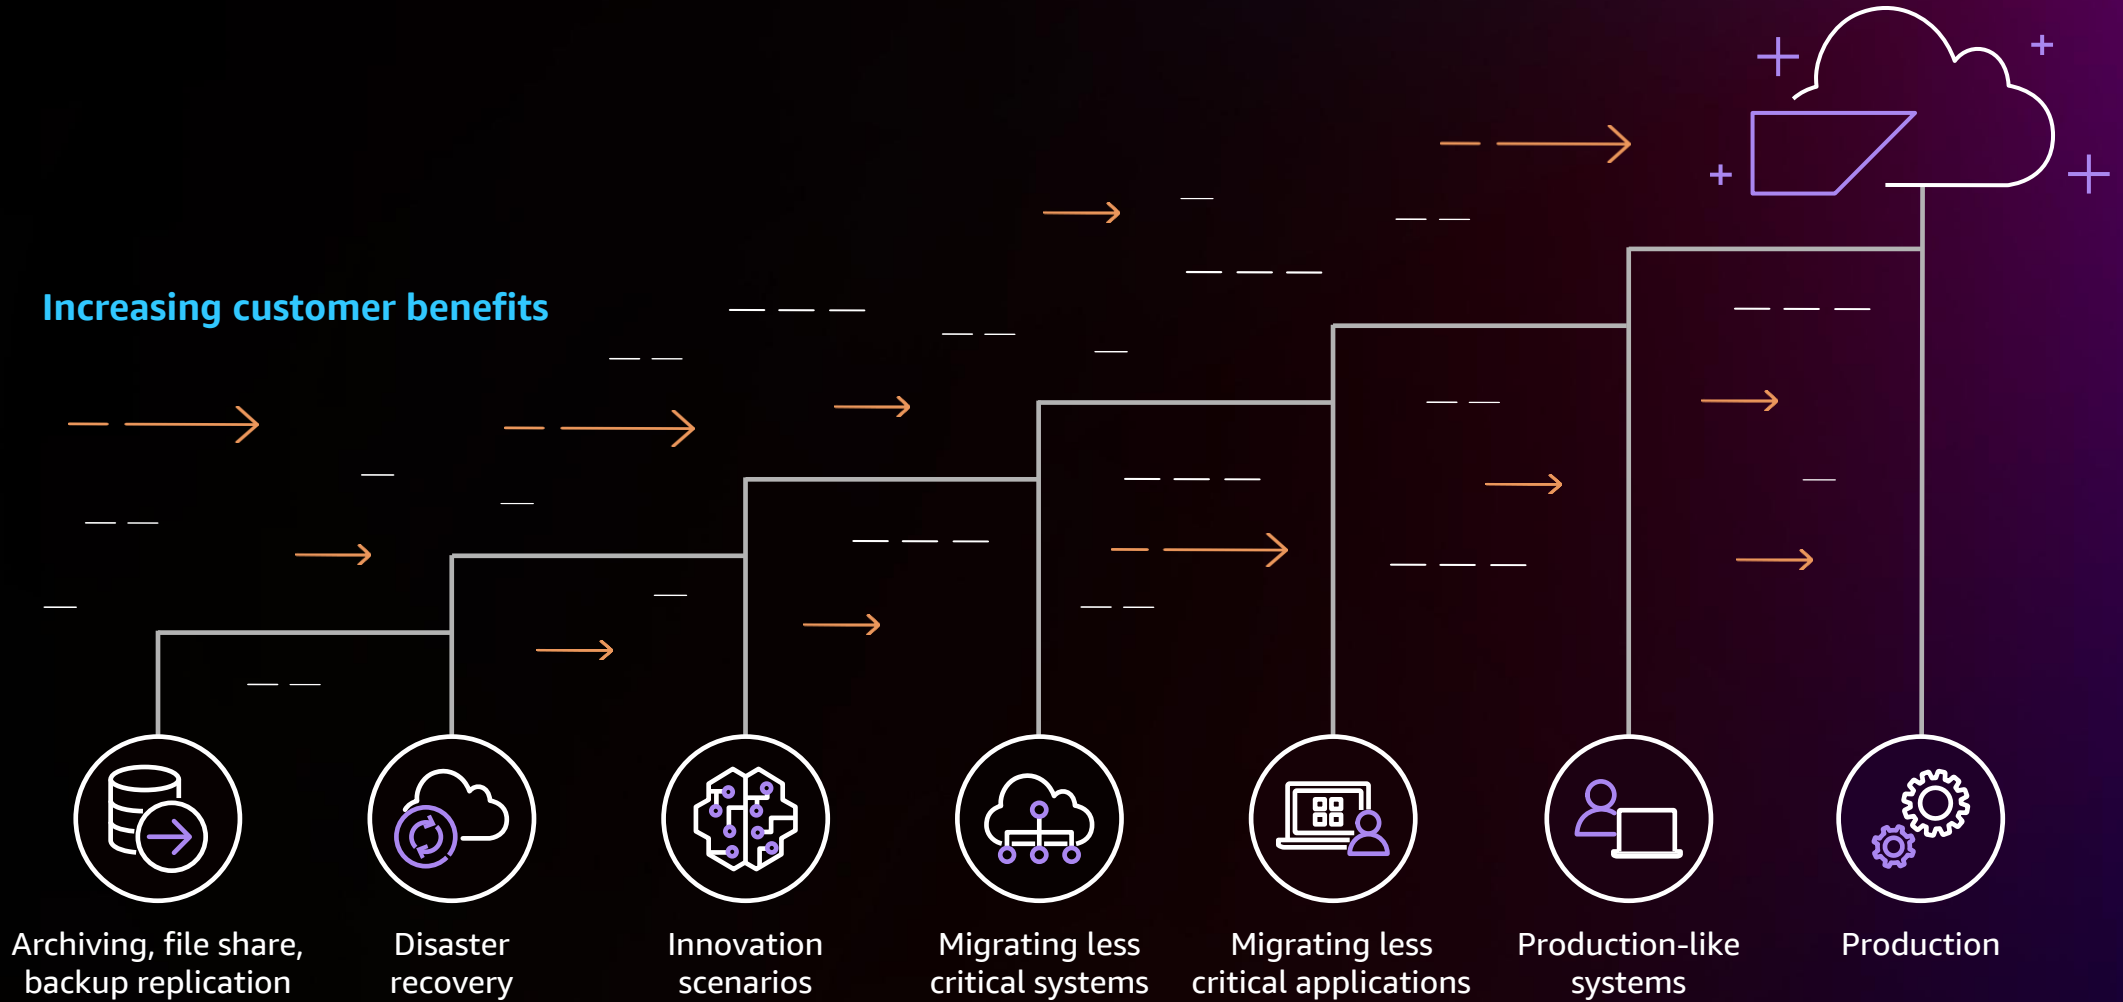 Increasing customer benefits
Archiving, file share,
backup replication
Disaster
recovery
Innovation
scenarios
Migrating less
critical systems
Migrating less
critical applications
Production-like
systems
Production